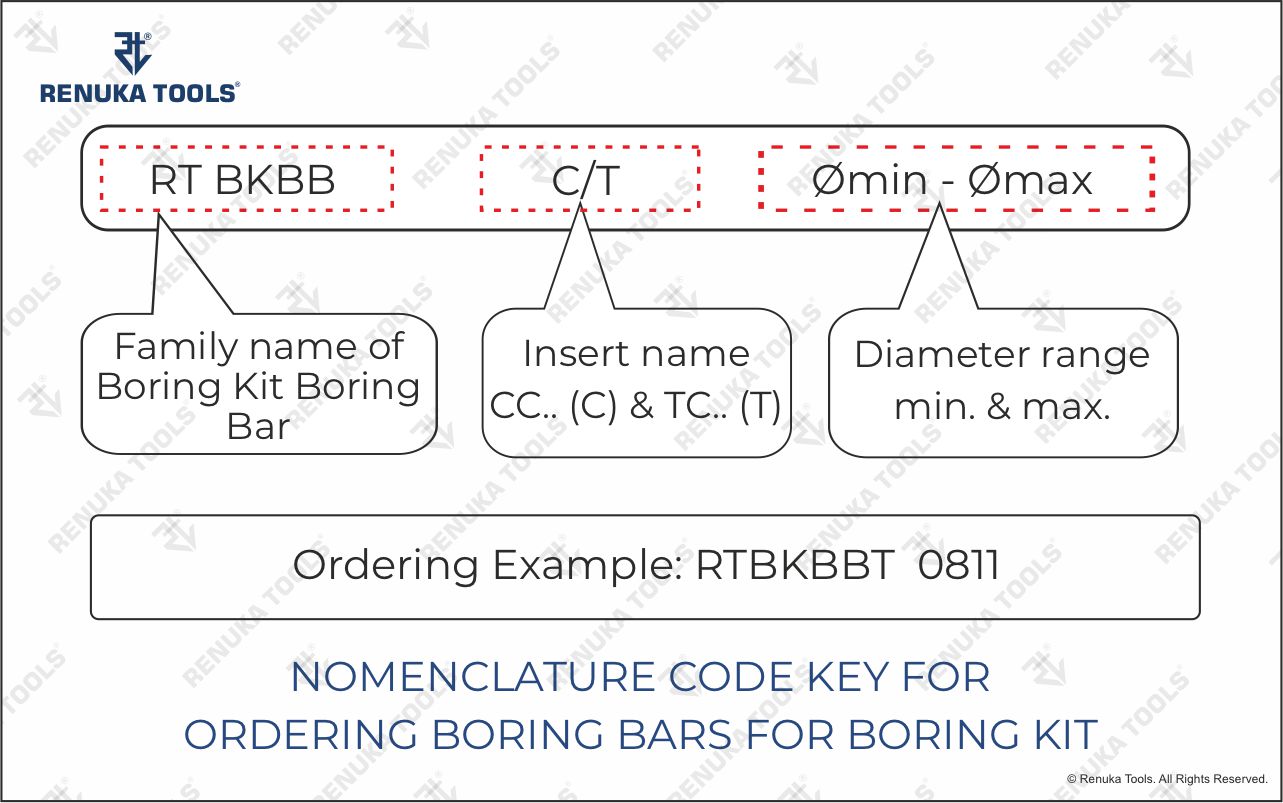 RENUKA TOOLS®
RT BKBB C/T Ømin - Ømax
Family name of
Boring Kit Boring
Bar
Insert name
CC.. (C) & TC.. (T)
Diameter range
min. & max.
Ordering Example: RTBKBBT 0811
NOMENCLATURE CODE KEY FOR
ORDERING BORING BARS FOR BORING KIT
© Renuka Tools. All Rights Reserved.